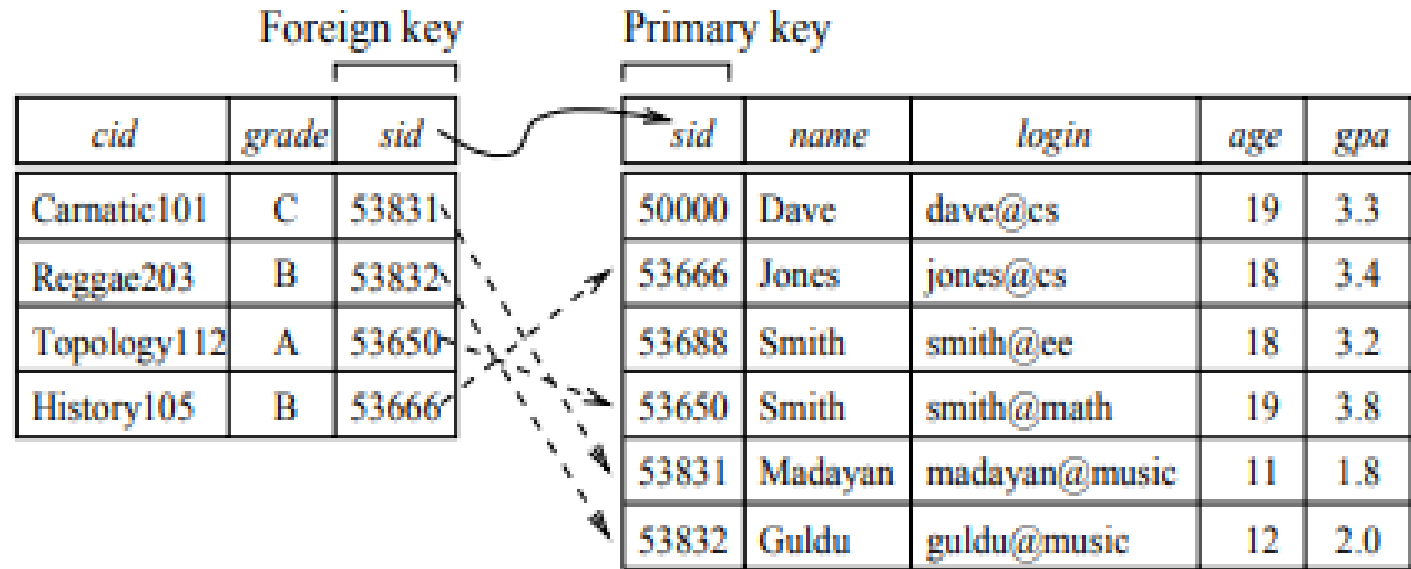 Foreign key Primary key
cid grade sid sid name login age gpa
Carnatic101 C 53831 50000 Dave dave@cs 19 3.3
Reggae203 B 53832 53666 Jones jones@cs 18 3.4
Topology112 A 53650 53688 Smith smith@ee 18 3.2
History105 B 53666 53650 Smith smith@math 19 3.8
53831 Madayan madayan@music 11 1.8
53832 Guldu guldu@music 12 2.0